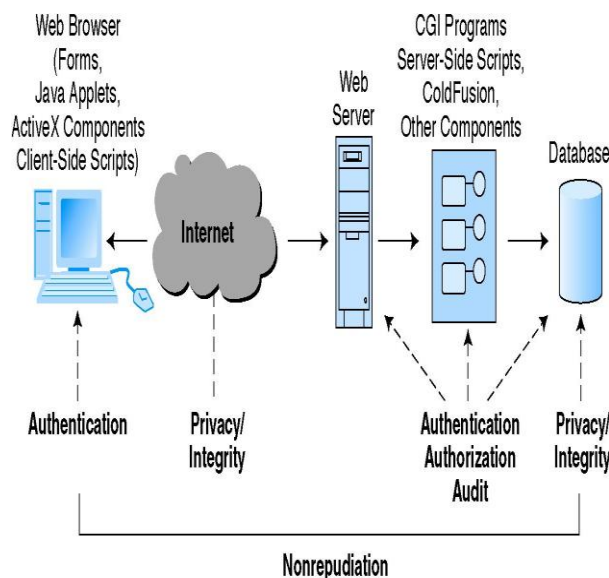 Web Browser
(Forms,
Java Applets,
ActiveX Components
Client-Side Scripts)
Internet
Web
Server
CGI Programs
Server-Side Scripts,
ColdFusion,
Other Components
Database
Authentication
Privacy/
Integrity
Authentication
Authorization
Audit
Privacy/
Integrity
Nonrepudiation